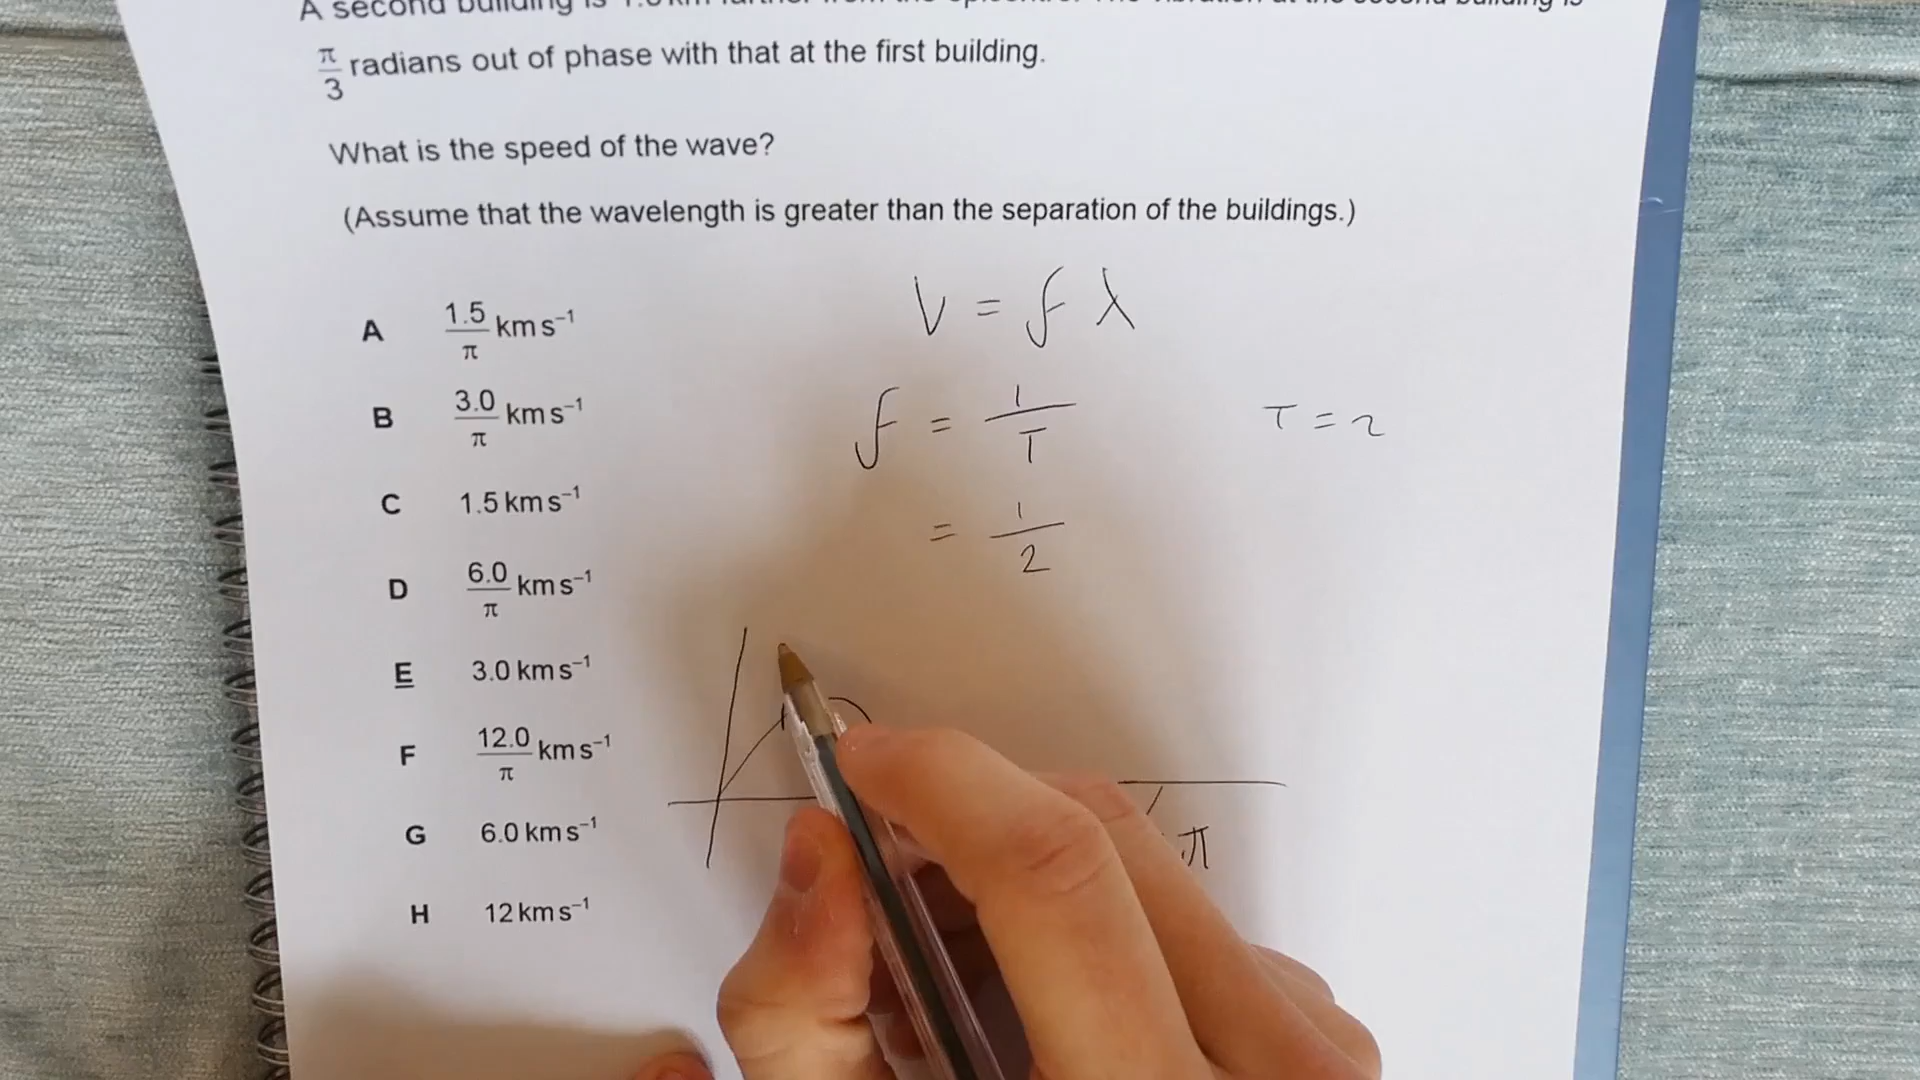 A second building is
π/3 radians out of phase with that at the first building.
What is the speed of the wave?
(Assume that the wavelength is greater than the separation of the buildings.)
A 1.5/π km s⁻¹
B 3.0/π km s⁻¹
C 1.5 km s⁻¹
D 6.0/π km s⁻¹
E 3.0 km s⁻¹
F 12.0/π km s⁻¹
G 6.0 km s⁻¹
H 12 km s⁻¹
V = f λ
f = 1/T T = 2
= 1/2
π